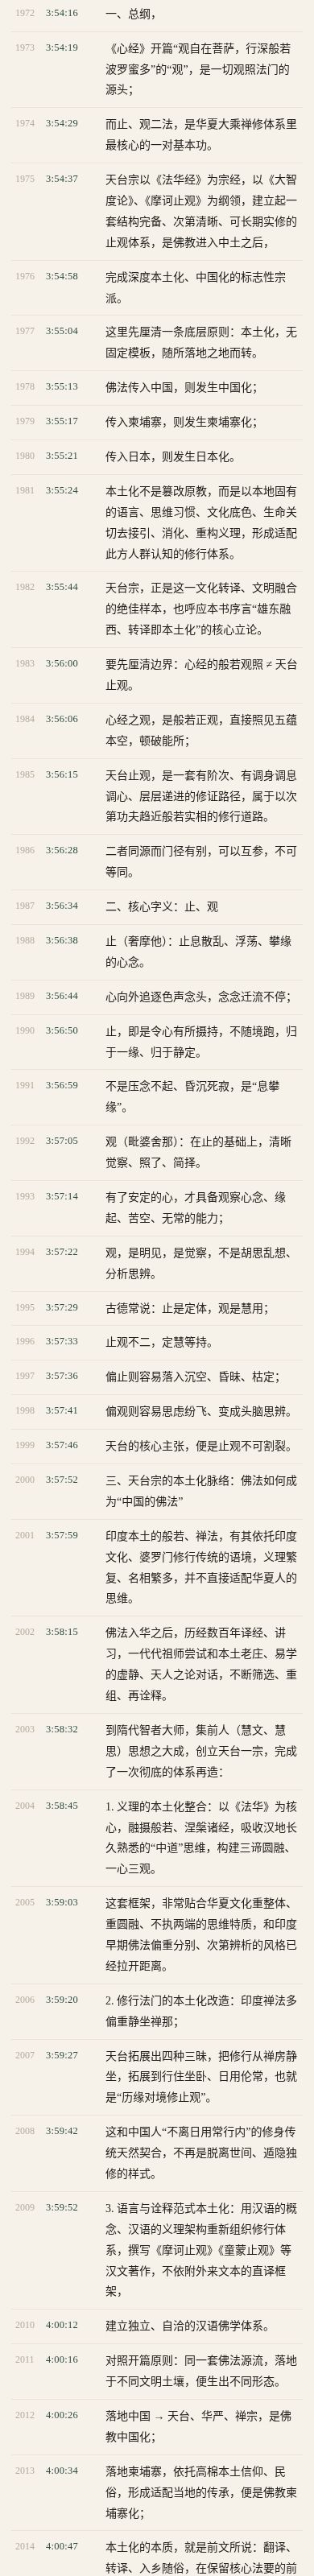 1972 3:54:16 一、总纲，
1973 3:54:19 《心经》开篇“观自在菩萨，行深般若
波罗蜜多”的“观”，是一切观照法门的
源头；
1974 3:54:29 而止、观二法，是华夏大乘禅修体系里
最核心的一对基本功。
1975 3:54:37 天台宗以《法华经》为宗经，以《大智
度论》、《摩诃止观》为纲领，建立起一
套结构完备、次第清晰、可长期实修的
止观体系，是佛教进入中土之后，
1976 3:54:58 完成深度本土化、中国化的标志性宗
派。
1977 3:55:04 这里先厘清一条底层原则：本土化，无
固定模板，随所落地之地而转。
1978 3:55:13 佛法传入中国，则发生中国化；
1979 3:55:17 传入柬埔寨，则发生柬埔寨化；
1980 3:55:21 传入日本，则发生日本化。
1981 3:55:24 本土化不是篡改原教，而是以本地固有
的语言、思维习惯、文化底色、生命关
切去接引、消化、重构义理，形成适配
此方人群认知的修行体系。
1982 3:55:44 天台宗，正是这一文化转译、文明融合
的绝佳样本，也呼应本书序言“雄东融
西、转译即本土化”的核心立论。
1983 3:56:00 要先厘清边界：心经的般若观照 ≠ 天台
止观。
1984 3:56:06 心经之观，是般若正观，直接照见五蕴
本空，顿破能所；
1985 3:56:15 天台止观，是一套有阶次、有调身调息
调心、层层递进的修证路径，属于以次
第功夫趋近般若实相的修行道路。
1986 3:56:28 二者同源而门径有别，可以互参，不可
等同。
1987 3:56:34 二、核心字义：止、观
1988 3:56:38 止（奢摩他）：止息散乱、浮荡、攀缘
的心念。
1989 3:56:44 心向外追逐色声念头，念念迁流不停；
1990 3:56:50 止，即是令心有所摄持，不随境跑，归
于一缘、归于静定。
1991 3:56:59 不是压念不起、昏沉死寂，是“息攀
缘”。
1992 3:57:05 观（毗婆舍那）：在止的基础上，清晰
觉察、照了、简择。
1993 3:57:14 有了安定的心，才具备观察心念、缘
起、苦空、无常的能力；
1994 3:57:22 观，是明见，是觉察，不是胡思乱想、
分析思辨。
1995 3:57:29 古德常说：止是定体，观是慧用；
1996 3:57:33 止观不二，定慧等持。
1997 3:57:36 偏止则容易落入沉空、昏昧、枯定；
1998 3:57:41 偏观则容易思虑纷飞、变成头脑思辨。
1999 3:57:46 天台的核心主张，便是止观不可割裂。
2000 3:57:52 三、天台宗的本土化脉络：佛法如何成
为“中国的佛法”
2001 3:57:59 印度本土的般若、禅法，有其依托印度
文化、婆罗门修行传统的语境，义理繁
复、名相繁多，并不直接适配华夏人的
思维。
2002 3:58:15 佛法入华之后，历经数百年译经、讲
习，一代代祖师尝试和本土老庄、易学
的虚静、天人之论对话，不断筛选、重
组、再诠释。
2003 3:58:32 到隋代智者大师，集前人（慧文、慧
思）思想之大成，创立天台一宗，完成
了一次彻底的体系再造：
2004 3:58:45 1. 义理的本土化整合：以《法华》为核
心，融摄般若、涅槃诸经，吸收汉地长
久熟悉的“中道”思维，构建三谛圆融、
一心三观。
2005 3:59:03 这套框架，非常贴合华夏文化重整体、
重圆融、不执两端的思维特质，和印度
早期佛法偏重分别、次第辨析的风格已
经拉开距离。
2006 3:59:20 2. 修行法门的本土化改造：印度禅法多
偏重静坐禅那；
2007 3:59:27 天台拓展出四种三昧，把修行从禅房静
坐，拓展到行住坐卧、日用伦常，也就
是“历缘对境修止观”。
2008 3:59:42 这和中国人“不离日用常行内”的修身传
统天然契合，不再是脱离世间、遁隐独
修的样式。
2009 3:59:52 3. 语言与诠释范式本土化：用汉语的概
念、汉语的义理架构重新组织修行体
系，撰写《摩诃止观》《童蒙止观》等
汉文著作，不依附外来文本的直译框
架，
2010 4:00:12 建立独立、自洽的汉语佛学体系。
2011 4:00:16 对照开篇原则：同一套佛法源流，落地
于不同文明土壤，便生出不同形态。
2012 4:00:26 落地中国 → 天台、华严、禅宗，是佛
教中国化；
2013 4:00:34 落地柬埔寨，依托高棉本土信仰、民
俗，形成适配当地的传承，便是佛教柬
埔寨化；
2014 4:00:47 本土化的本质，就是前文所说：翻译、
转译、入乡随俗，在保留核心法要的前